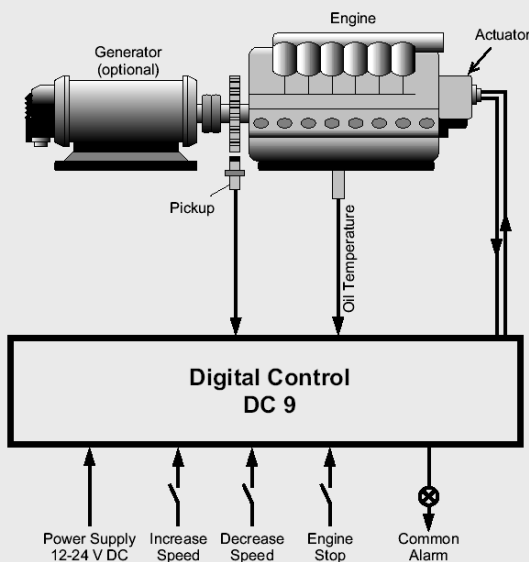 Engine
Actuator
Generator
(optional)
Pickup
Oil Temperature
Digital Control
DC 9
Power Supply
12-24 V DC
Increase
Speed
Decrease
Speed
Engine
Stop
Common
Alarm